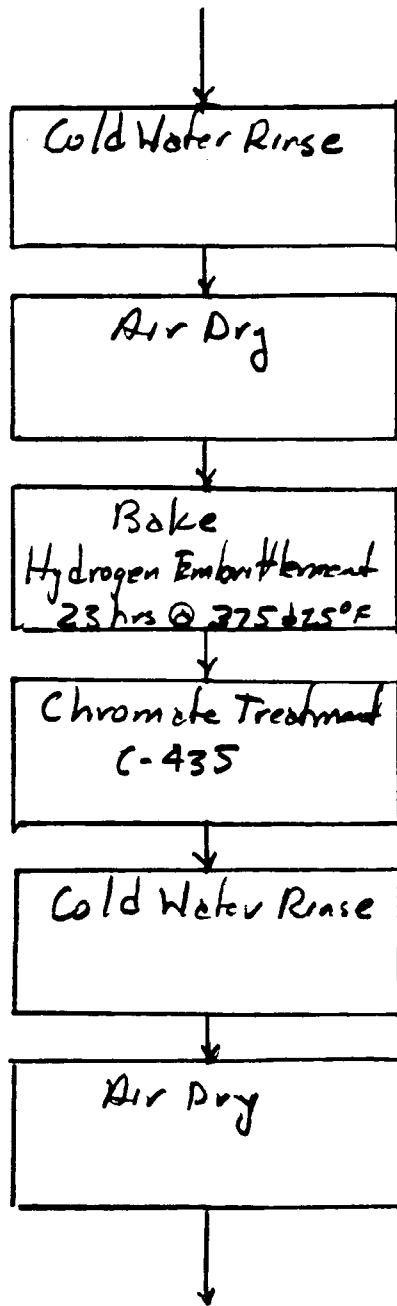 Cold Water Rinse
Air Dry
Bake
Hydrogen Embrittlement
23 hrs @ 375±25°F
Chromate Treatment
C-435
Cold Water Rinse
Air Dry